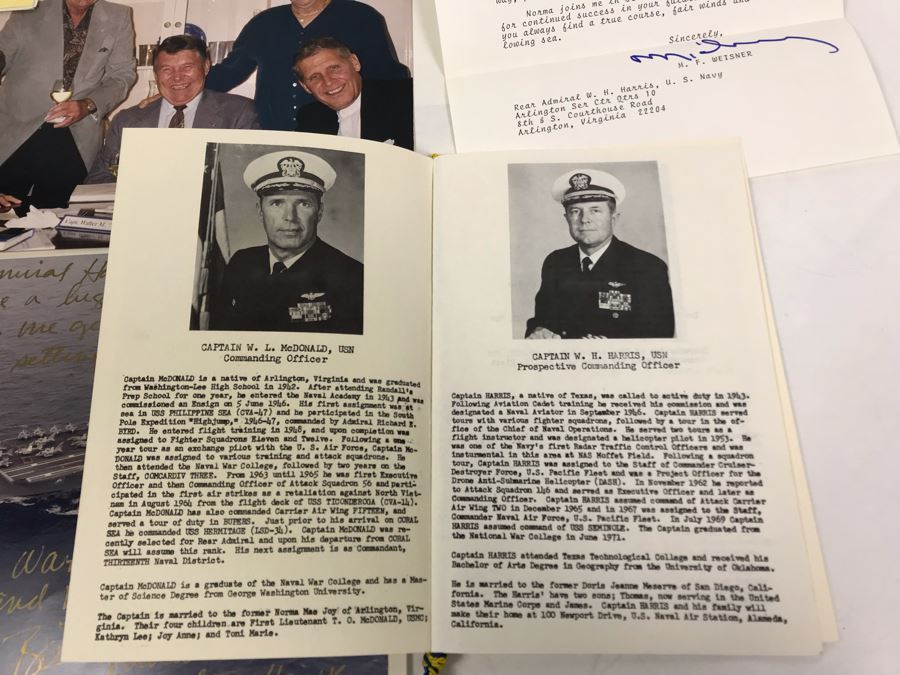 way,
Norma joins me in
for continued success in your future
you always find a true course, fair winds and
lowing sea.
Sincerely,
M. F. WEISNER
Rear Admiral W. H. Harris, U. S. Navy
Arlington Ser Ctr Qtrs 10
8th & S. Courthouse Road
Arlington, Virginia 22204
Capt. Walter M.
CAPTAIN W. L. McDONALD, USN
Commanding Officer
Captain McDONALD is a native of Arlington, Virginia and was graduated
from Washington-Lee High School in 1942. After attending Randall's
Prep School for one year, he entered the Naval Academy in 1943 and was
commissioned an Ensign on 5 June 1946. His first assignment was at
sea in USS PHILIPPINE SEA (CVA-47) and he participated in the South
Pole Expedition "Highjump," 1946-47, commanded by Admiral Richard E.
BYRD. He entered flight training in 1948, and upon completion was
assigned to Fighter Squadrons Eleven and Twelve. Following a one
year tour as an exchange pilot with the U. S. Air Force, Captain Mc-
DONALD was assigned to various training and attack squadrons. He
then attended the Naval War College, followed by two years on the
Staff, COMCARDIV THREE. From 1963 until 1965 he was first Executive
Officer and then Commanding Officer of Attack Squadron 56 and parti-
cipated in the first air strikes as a retaliation against North Viet-
nam in August 1964 from the flight deck of USS TICONDEROGA (CVA-14).
Captain McDONALD has also commanded Carrier Air Wing FIFTEEN, and
served a tour of duty in BUPERS. Just prior to his arrival on CORAL
SEA he commanded USS HERMITAGE (LSD-34). Captain McDONALD was re-
cently selected for Rear Admiral and upon his departure from CORAL
SEA will assume this rank. His next assignment is as Commandant,
THIRTEENTH Naval District.
Captain McDONALD is a graduate of the Naval War College and has a Mas-
ter of Science Degree from George Washington University.
The Captain is married to the former Norma Mae Joy of Arlington, Vir-
ginia. Their four children are First Lieutenant T. O. McDONALD, USMC;
Kathryn Lee; Joy Anne; and Toni Marie.
CAPTAIN W. H. HARRIS, USN
Prospective Commanding Officer
Captain HARRIS, a native of Texas, was called to active duty in 1943.
Following Aviation Cadet training he received his commission and was
designated a Naval Aviator in September 1946. Captain HARRIS served
tours with various fighter squadrons, followed by a tour in the of-
fice of the Chief of Naval Operations. He served two tours as a
flight instructor and was designated a helicopter pilot in 1953. He
was one of the Navy's first Radar Traffic Control Officers and was
insturmental in this area at NAS Moffet Field. Following a squadron
tour, Captain HARRIS was assigned to the Staff of Commander Cruiser-
Destroyer Force, U.S. Pacific Fleet and was a Project Officer for the
Drone Anti-Submarine Helicopter (DASH). In November 1962 he reported
to Attack Squadron 146 and served as Executive Officer and later as
Commanding Officer. Captain HARRIS assumed command of Attack Carrier
Air Wing TWO in December 1965 and in 1967 was assigned to the Staff,
Commander Naval Air Force, U.S. Pacific Fleet. In July 1969 Captain
HARRIS assumed command of USS SEMINOLE. The Captain graduated from
the National War College in June 1971.
Captain HARRIS attended Texas Technological College and received his
Bachelor of Arts Degree in Geography from the University of Oklahoma.
He is married to the former Doris Jeanne Meserve of San Diego, Cali-
fornia. The Harris' have two sons; Thomas, now serving in the United
States Marine Corps and James. Captain HARRIS and his family will
make their home at 100 Newport Drive, U.S. Naval Air Station, Alameda,
California.